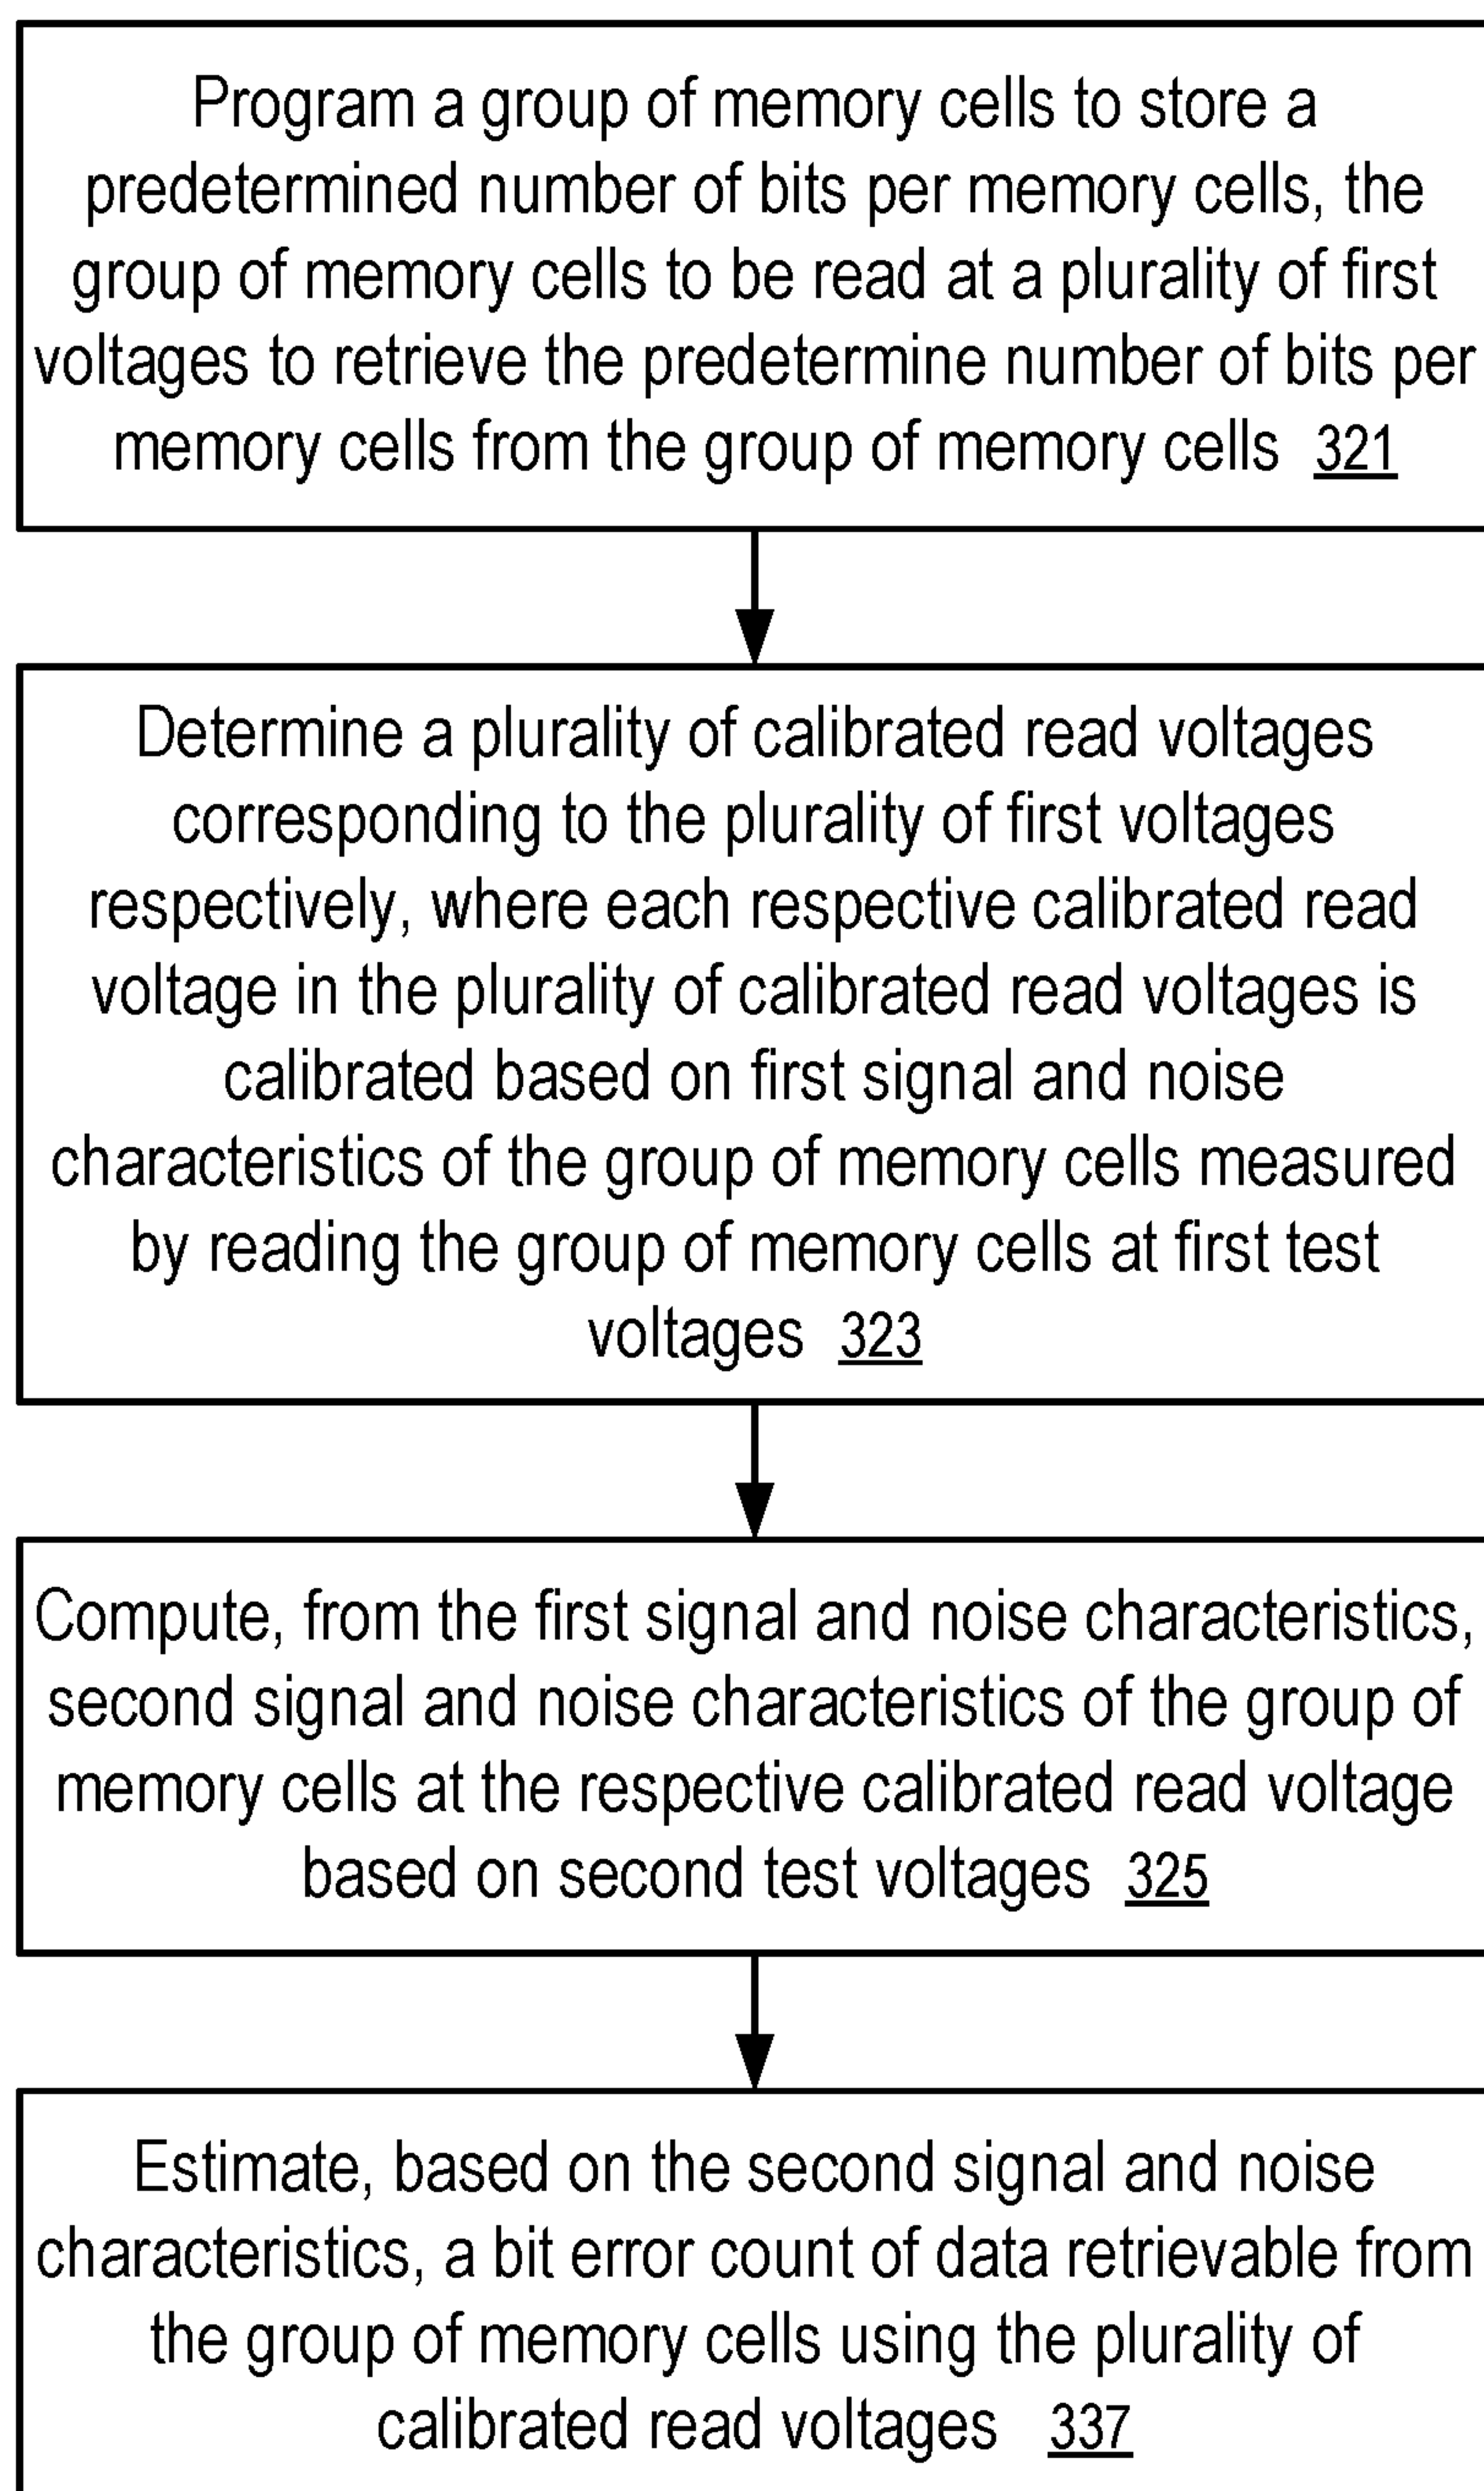 Program a group of memory cells to store a
predetermined number of bits per memory cells, the
group of memory cells to be read at a plurality of first
voltages to retrieve the predetermine number of bits per
memory cells from the group of memory cells 321
Determine a plurality of calibrated read voltages
corresponding to the plurality of first voltages
respectively, where each respective calibrated read
voltage in the plurality of calibrated read voltages is
calibrated based on first signal and noise
characteristics of the group of memory cells measured
by reading the group of memory cells at first test
voltages 323
Compute, from the first signal and noise characteristics,
second signal and noise characteristics of the group of
memory cells at the respective calibrated read voltage
based on second test voltages 325
Estimate, based on the second signal and noise
characteristics, a bit error count of data retrievable from
the group of memory cells using the plurality of
calibrated read voltages 337